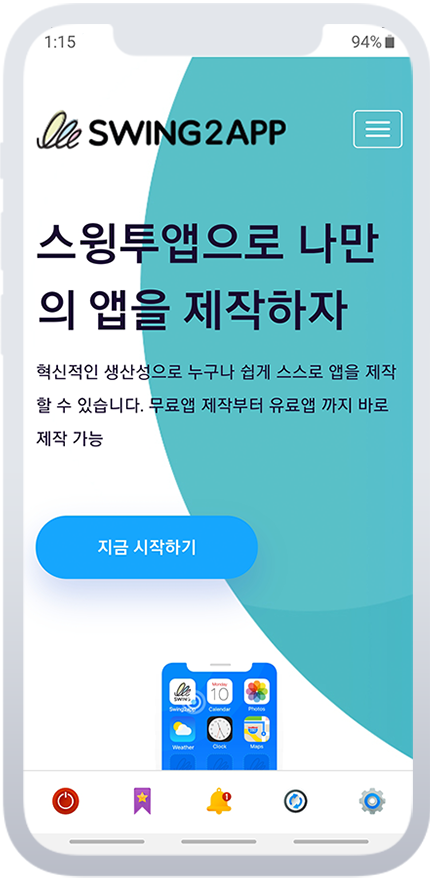 1:15 94%
SWING2APP
스윙투앱으로 나만
의 앱을 제작하자
혁신적인 생산성으로 누구나 쉽게 스스로 앱을 제작
할 수 있습니다. 무료앱 제작부터 유료앱 까지 바로
제작 가능
지금 시작하기
SWING Monday
10
Swing2app Calendar Photos
Weather Clock Maps
1